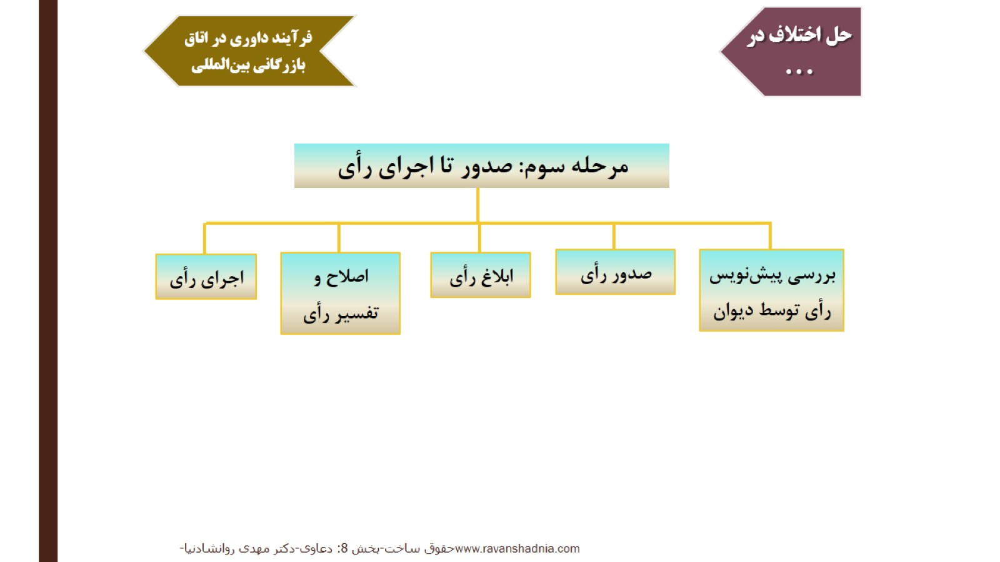 حل اختلاف در
...
فرآیند داوری در اتاق
بازرگانی بین‌المللی
مرحله سوم: صدور تا اجرای رأی
بررسی پیش‌نویس
رأی توسط دیوان
صدور رأی
ابلاغ رأی
اصلاح و
تفسیر رأی
اجرای رأی
حقوق ساخت-بخش 8: دعاوی-دکتر مهدی روانشادنیا-www.ravanshadnia.com